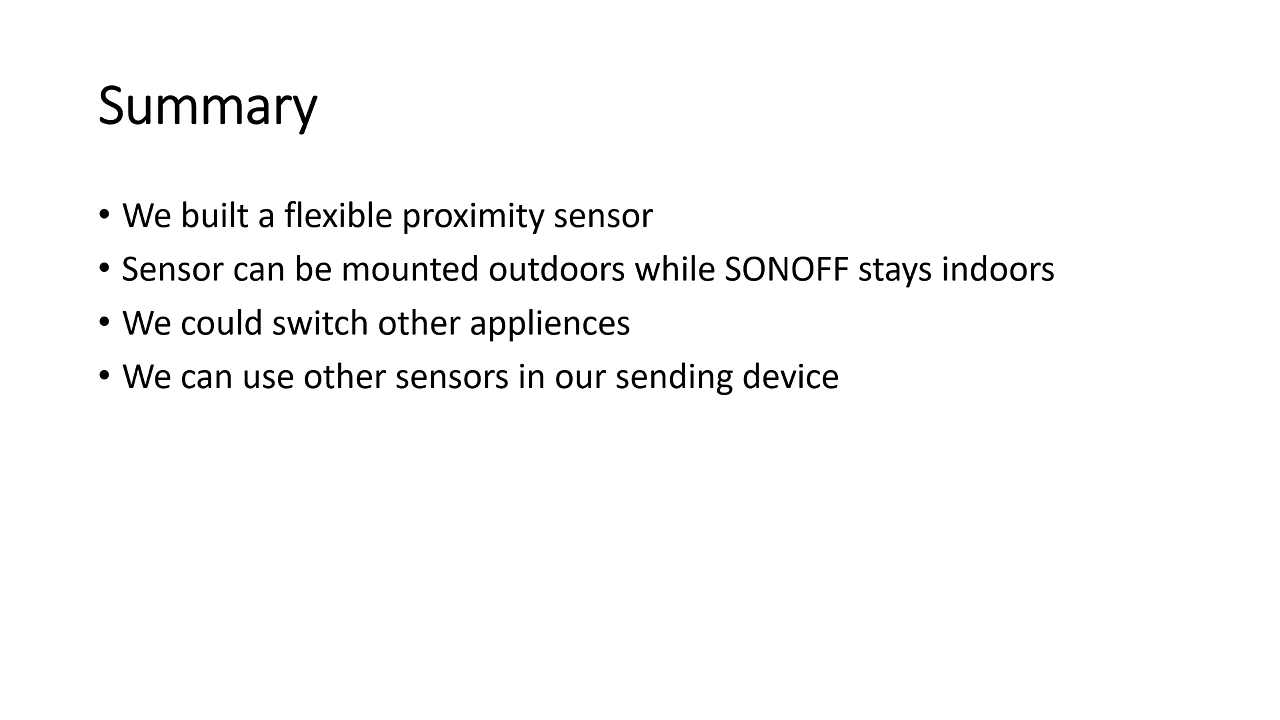 Summary
• We built a flexible proximity sensor
• Sensor can be mounted outdoors while SONOFF stays indoors
• We could switch other appliences
• We can use other sensors in our sending device